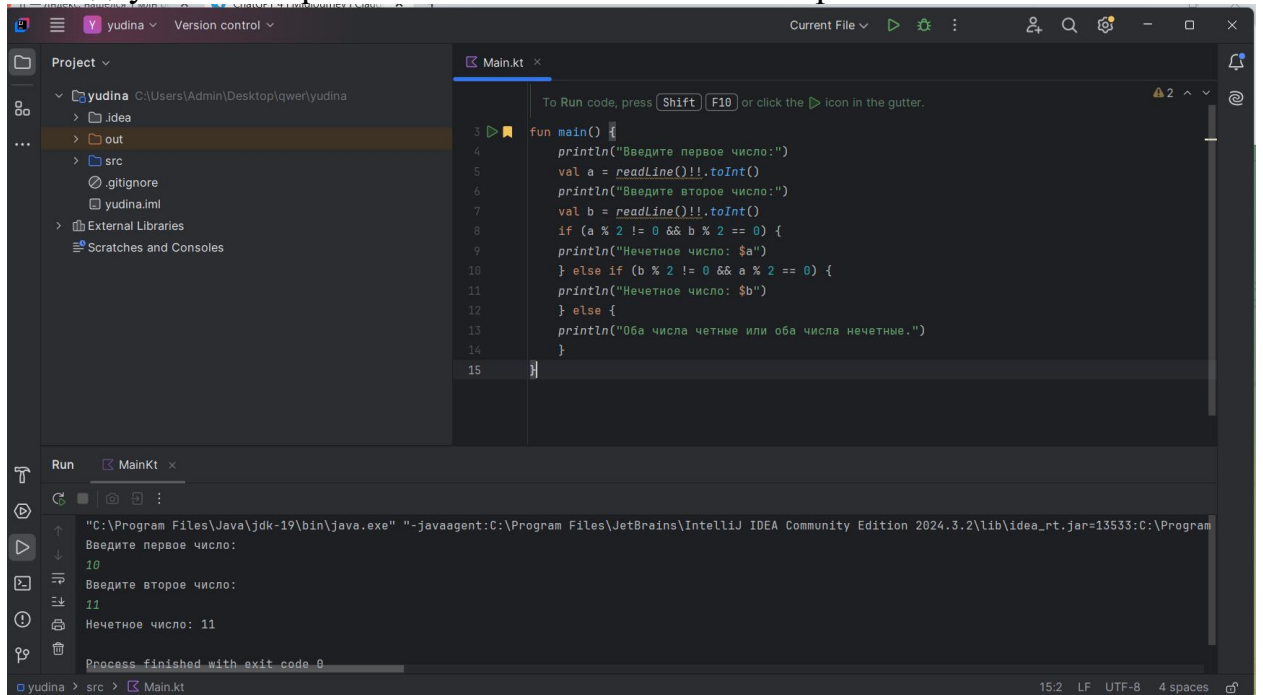 yudina
Version control
Current File
Project
Main.kt
yudina C:\Users\Admin\Desktop\qwer\yudina
.idea
out
src
.gitignore
yudina.iml
External Libraries
Scratches and Consoles
2
To Run code, press Shift F10 or click the icon in the gutter.
3 fun main() {
4 println("Введите первое число:")
5 val a = readLine()!!.toInt()
6 println("Введите второе число:")
7 val b = readLine()!!.toInt()
8 if (a % 2 != 0 && b % 2 == 0) {
9 println("Нечетное число: $a")
10 } else if (b % 2 != 0 && a % 2 == 0) {
11 println("Нечетное число: $b")
12 } else {
13 println("Оба числа четные или оба числа нечетные.")
14 }
15 }
Run MainKt
"C:\Program Files\Java\jdk-19\bin\java.exe" "-javaagent:C:\Program Files\JetBrains\IntelliJ IDEA Community Edition 2024.3.2\lib\idea_rt.jar=13533:C:\Program
Введите первое число:
10
Введите второе число:
11
Нечетное число: 11
Process finished with exit code 0
yudina > src > Main.kt
15:2 LF UTF-8 4 spaces